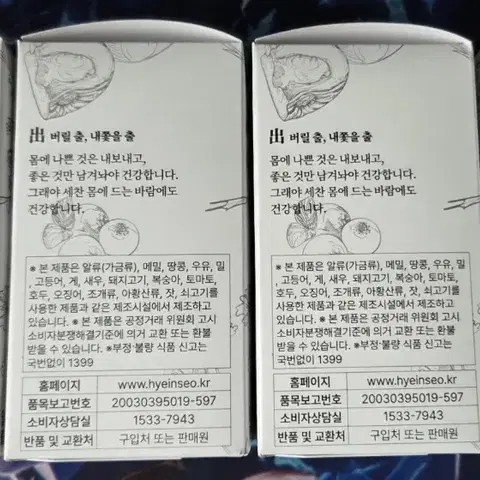 出 버릴 출, 내쫓을 출
몸에 나쁜 것은 내보내고,
좋은 것만 남겨놔야 건강합니다.
그래야 세찬 몸에 드는 바람에도
건강합니다.
※ 본 제품은 알류(가금류), 메밀, 땅콩, 우유, 밀
, 고등어, 게, 새우, 돼지고기, 복숭아, 토마토,
호두, 오징어, 조개류, 아황산류, 잣, 쇠고기를
사용한 제품과 같은 제조시설에서 제조하고
있습니다. ※ 본 제품은 공정거래 위원회 고시
소비자분쟁해결기준에 의거 교환 또는 환불
받을 수 있습니다. ※부정·불량 식품 신고는
국번없이 1399
홈페이지 www.hyeinseo.kr
품목보고번호 20030395019-597
소비자상담실 1533-7943
반품 및 교환처 구입처 또는 판매원
出 버릴 출, 내쫓을 출
몸에 나쁜 것은 내보내고,
좋은 것만 남겨놔야 건강합니다.
그래야 세찬 몸에 드는 바람에도
건강합니다.
※ 본 제품은 알류(가금류), 메밀, 땅콩, 우유, 밀
, 고등어, 게, 새우, 돼지고기, 복숭아, 토마토,
호두, 오징어, 조개류, 아황산류, 잣, 쇠고기를
사용한 제품과 같은 제조시설에서 제조하고
있습니다. ※ 본 제품은 공정거래 위원회 고시
소비자분쟁해결기준에 의거 교환 또는 환불
받을 수 있습니다. ※부정·불량 식품 신고는
국번없이 1399
홈페이지 www.hyeinseo.kr
품목보고번호 20030395019-597
소비자상담실 1533-7943
반품 및 교환처 구입처 또는 판매원